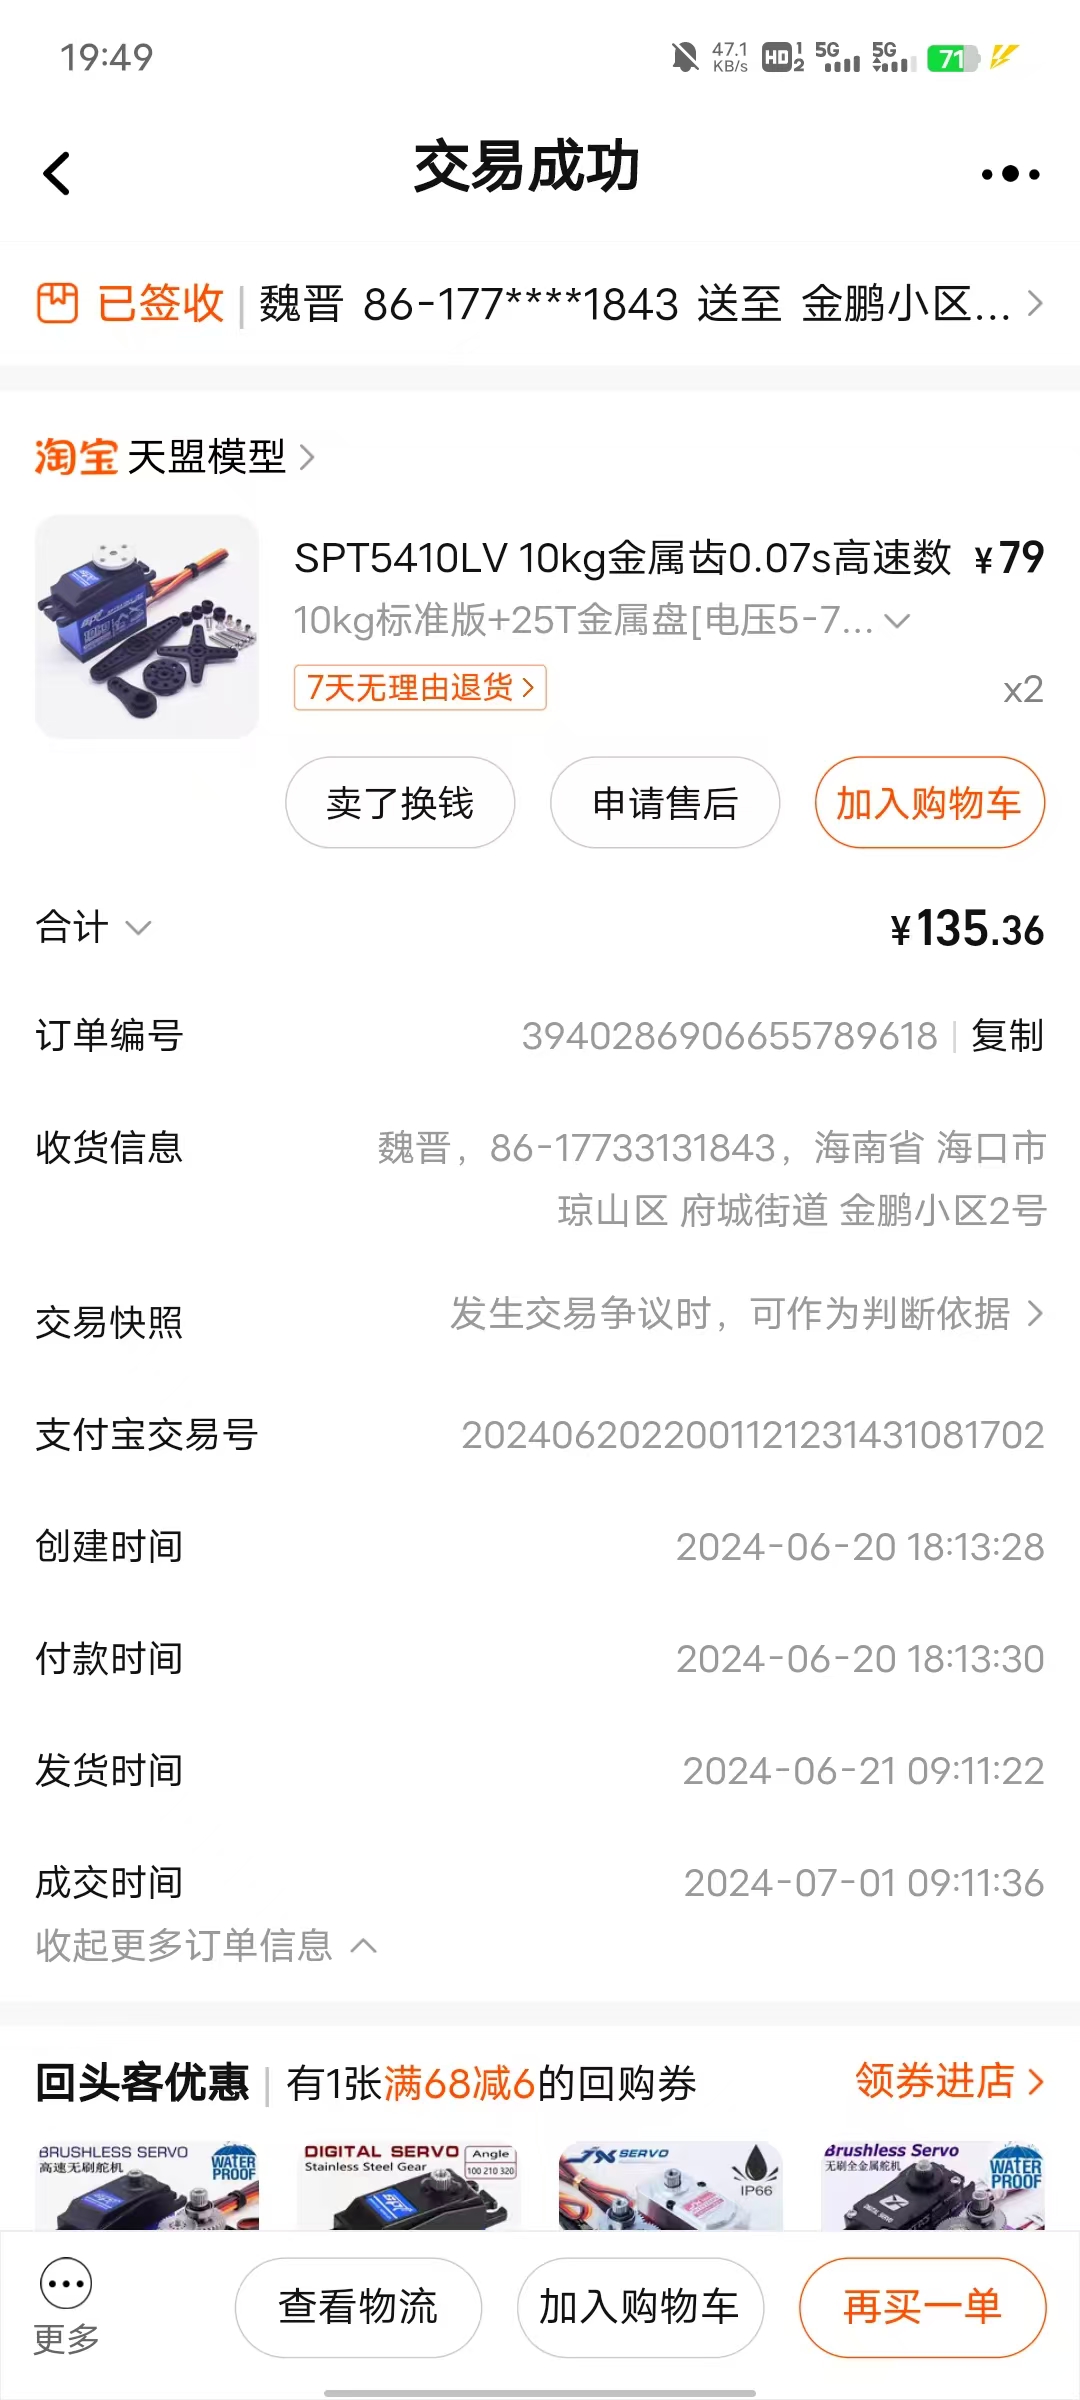 19:49
47.1 KB/s HD 1 2 5G 5G 71
交易成功
已签收 | 魏晋 86-177****1843 送至 金鹏小区...
淘宝 天盟模型
SPT5410LV 10kg金属齿0.07s高速数 ¥79
10kg标准版+25T金属盘[电压5-7...
7天无理由退货
x2
卖了换钱 申请售后 加入购物车
合计 ¥135.36
订单编号 3940286906655789618 | 复制
收货信息 魏晋，86-17733131843，海南省 海口市
琼山区 府城街道 金鹏小区2号
交易快照 发生交易争议时，可作为判断依据
支付宝交易号 2024062022001121231431081702
创建时间 2024-06-20 18:13:28
付款时间 2024-06-20 18:13:30
发货时间 2024-06-21 09:11:22
成交时间 2024-07-01 09:11:36
收起更多订单信息
回头客优惠 | 有1张满68减6的回购券 领券进店
BRUSHLESS SERVO
高速无刷舵机
WATER PROOF
DIGITAL SERVO
Stainless Steel Gear
Angle
100 210 320
JX SERVO
IP66
Brushless Servo
无刷全金属舵机
WATER PROOF
更多 查看物流 加入购物车 再买一单